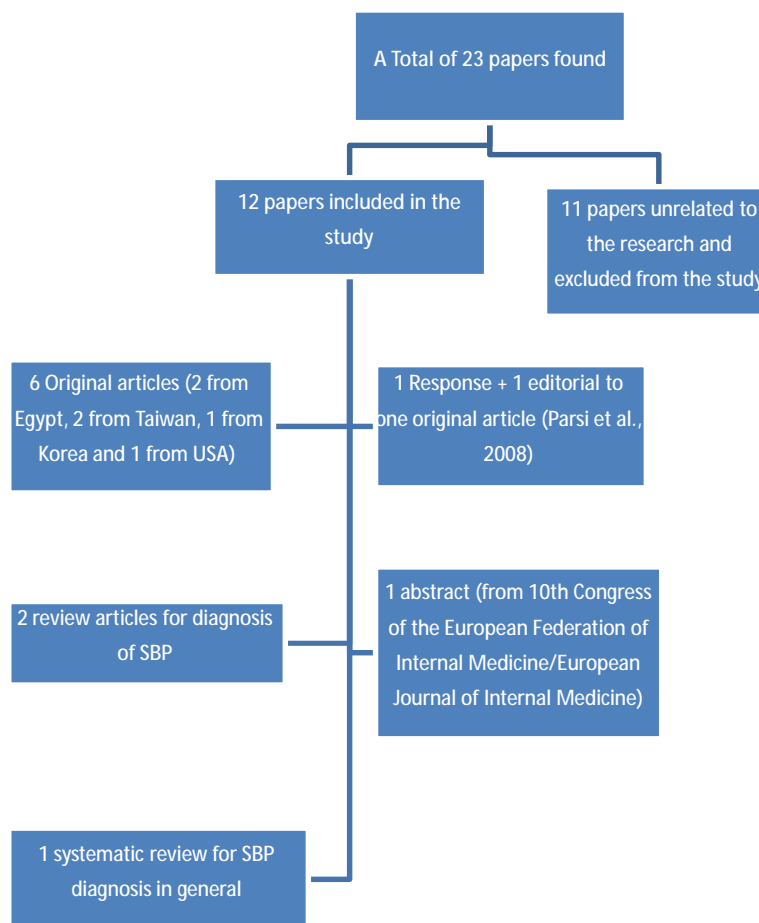 A Total of 23 papers found
12 papers included in the
study
11 papers unrelated to
the research and
excluded from the study
6 Original articles (2 from
Egypt, 2 from Taiwan, 1 from
Korea and 1 from USA)
1 Response + 1 editorial to
one original article (Parsi et al.,
2008)
2 review articles for diagnosis
of SBP
1 abstract (from 10th Congress
of the European Federation of
Internal Medicine/European
Journal of Internal Medicine)
1 systematic review for SBP
diagnosis in general